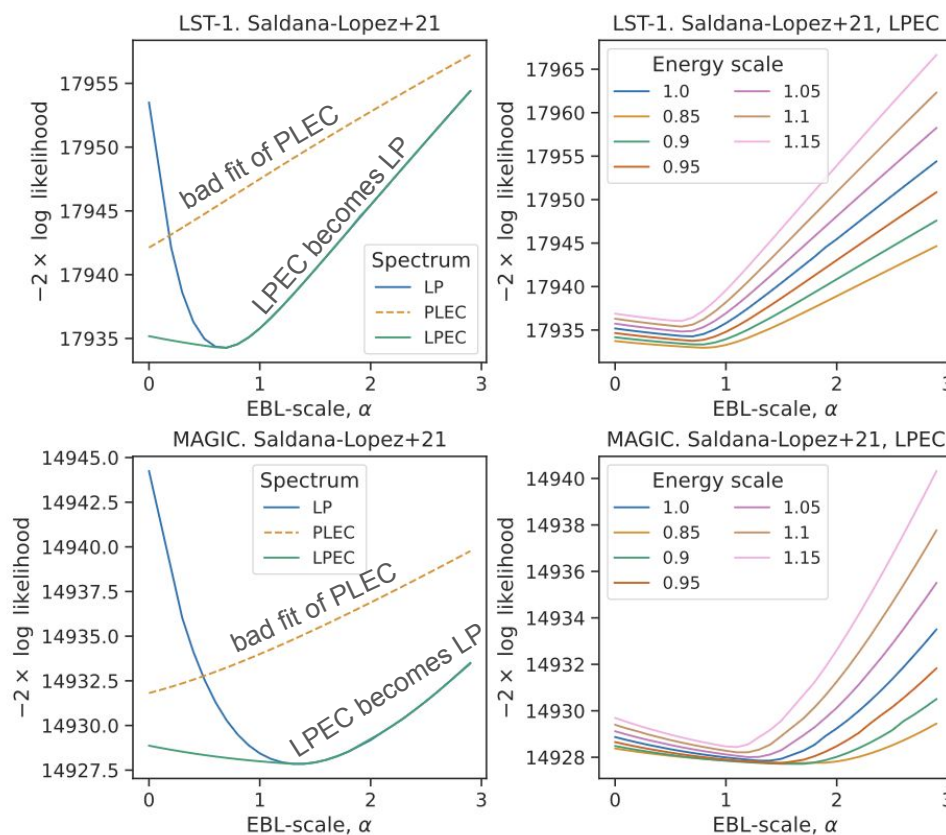 LST-1. Saldana-Lopez+21
−2 × log likelihood
17955
17950
17945
17940
17935
bad fit of PLEC
LPEC becomes LP
Spectrum
LP
PLEC
LPEC
0 1 2 3
EBL-scale, α
LST-1. Saldana-Lopez+21, LPEC
−2 × log likelihood
17965
17960
17955
17950
17945
17940
17935
Energy scale
1.0 1.05
0.85 1.1
0.9 1.15
0.95
0 1 2 3
EBL-scale, α
MAGIC. Saldana-Lopez+21
−2 × log likelihood
14945.0
14942.5
14940.0
14937.5
14935.0
14932.5
14930.0
14927.5
Spectrum
LP
PLEC
LPEC
bad fit of PLEC
LPEC becomes LP
0 1 2 3
EBL-scale, α
MAGIC. Saldana-Lopez+21, LPEC
−2 × log likelihood
14940
14938
14936
14934
14932
14930
14928
Energy scale
1.0 1.05
0.85 1.1
0.9 1.15
0.95
0 1 2 3
EBL-scale, α